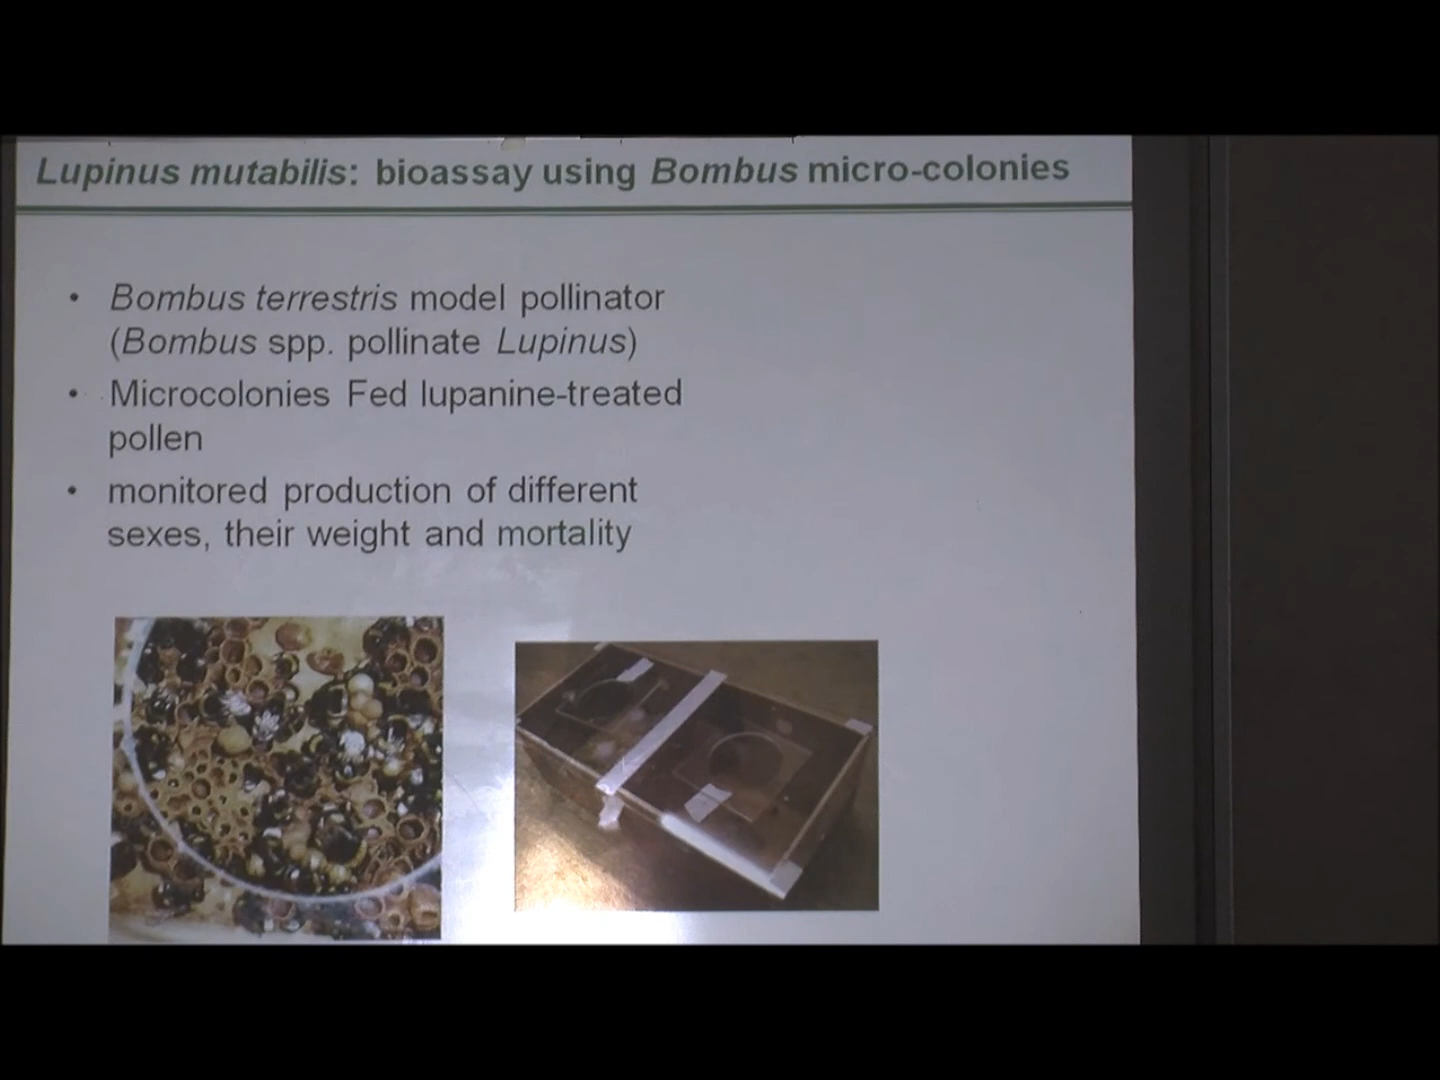 Lupinus mutabilis: bioassay using Bombus micro-colonies
• Bombus terrestris model pollinator
(Bombus spp. pollinate Lupinus)
• Microcolonies Fed lupanine-treated
pollen
• monitored production of different
sexes, their weight and mortality